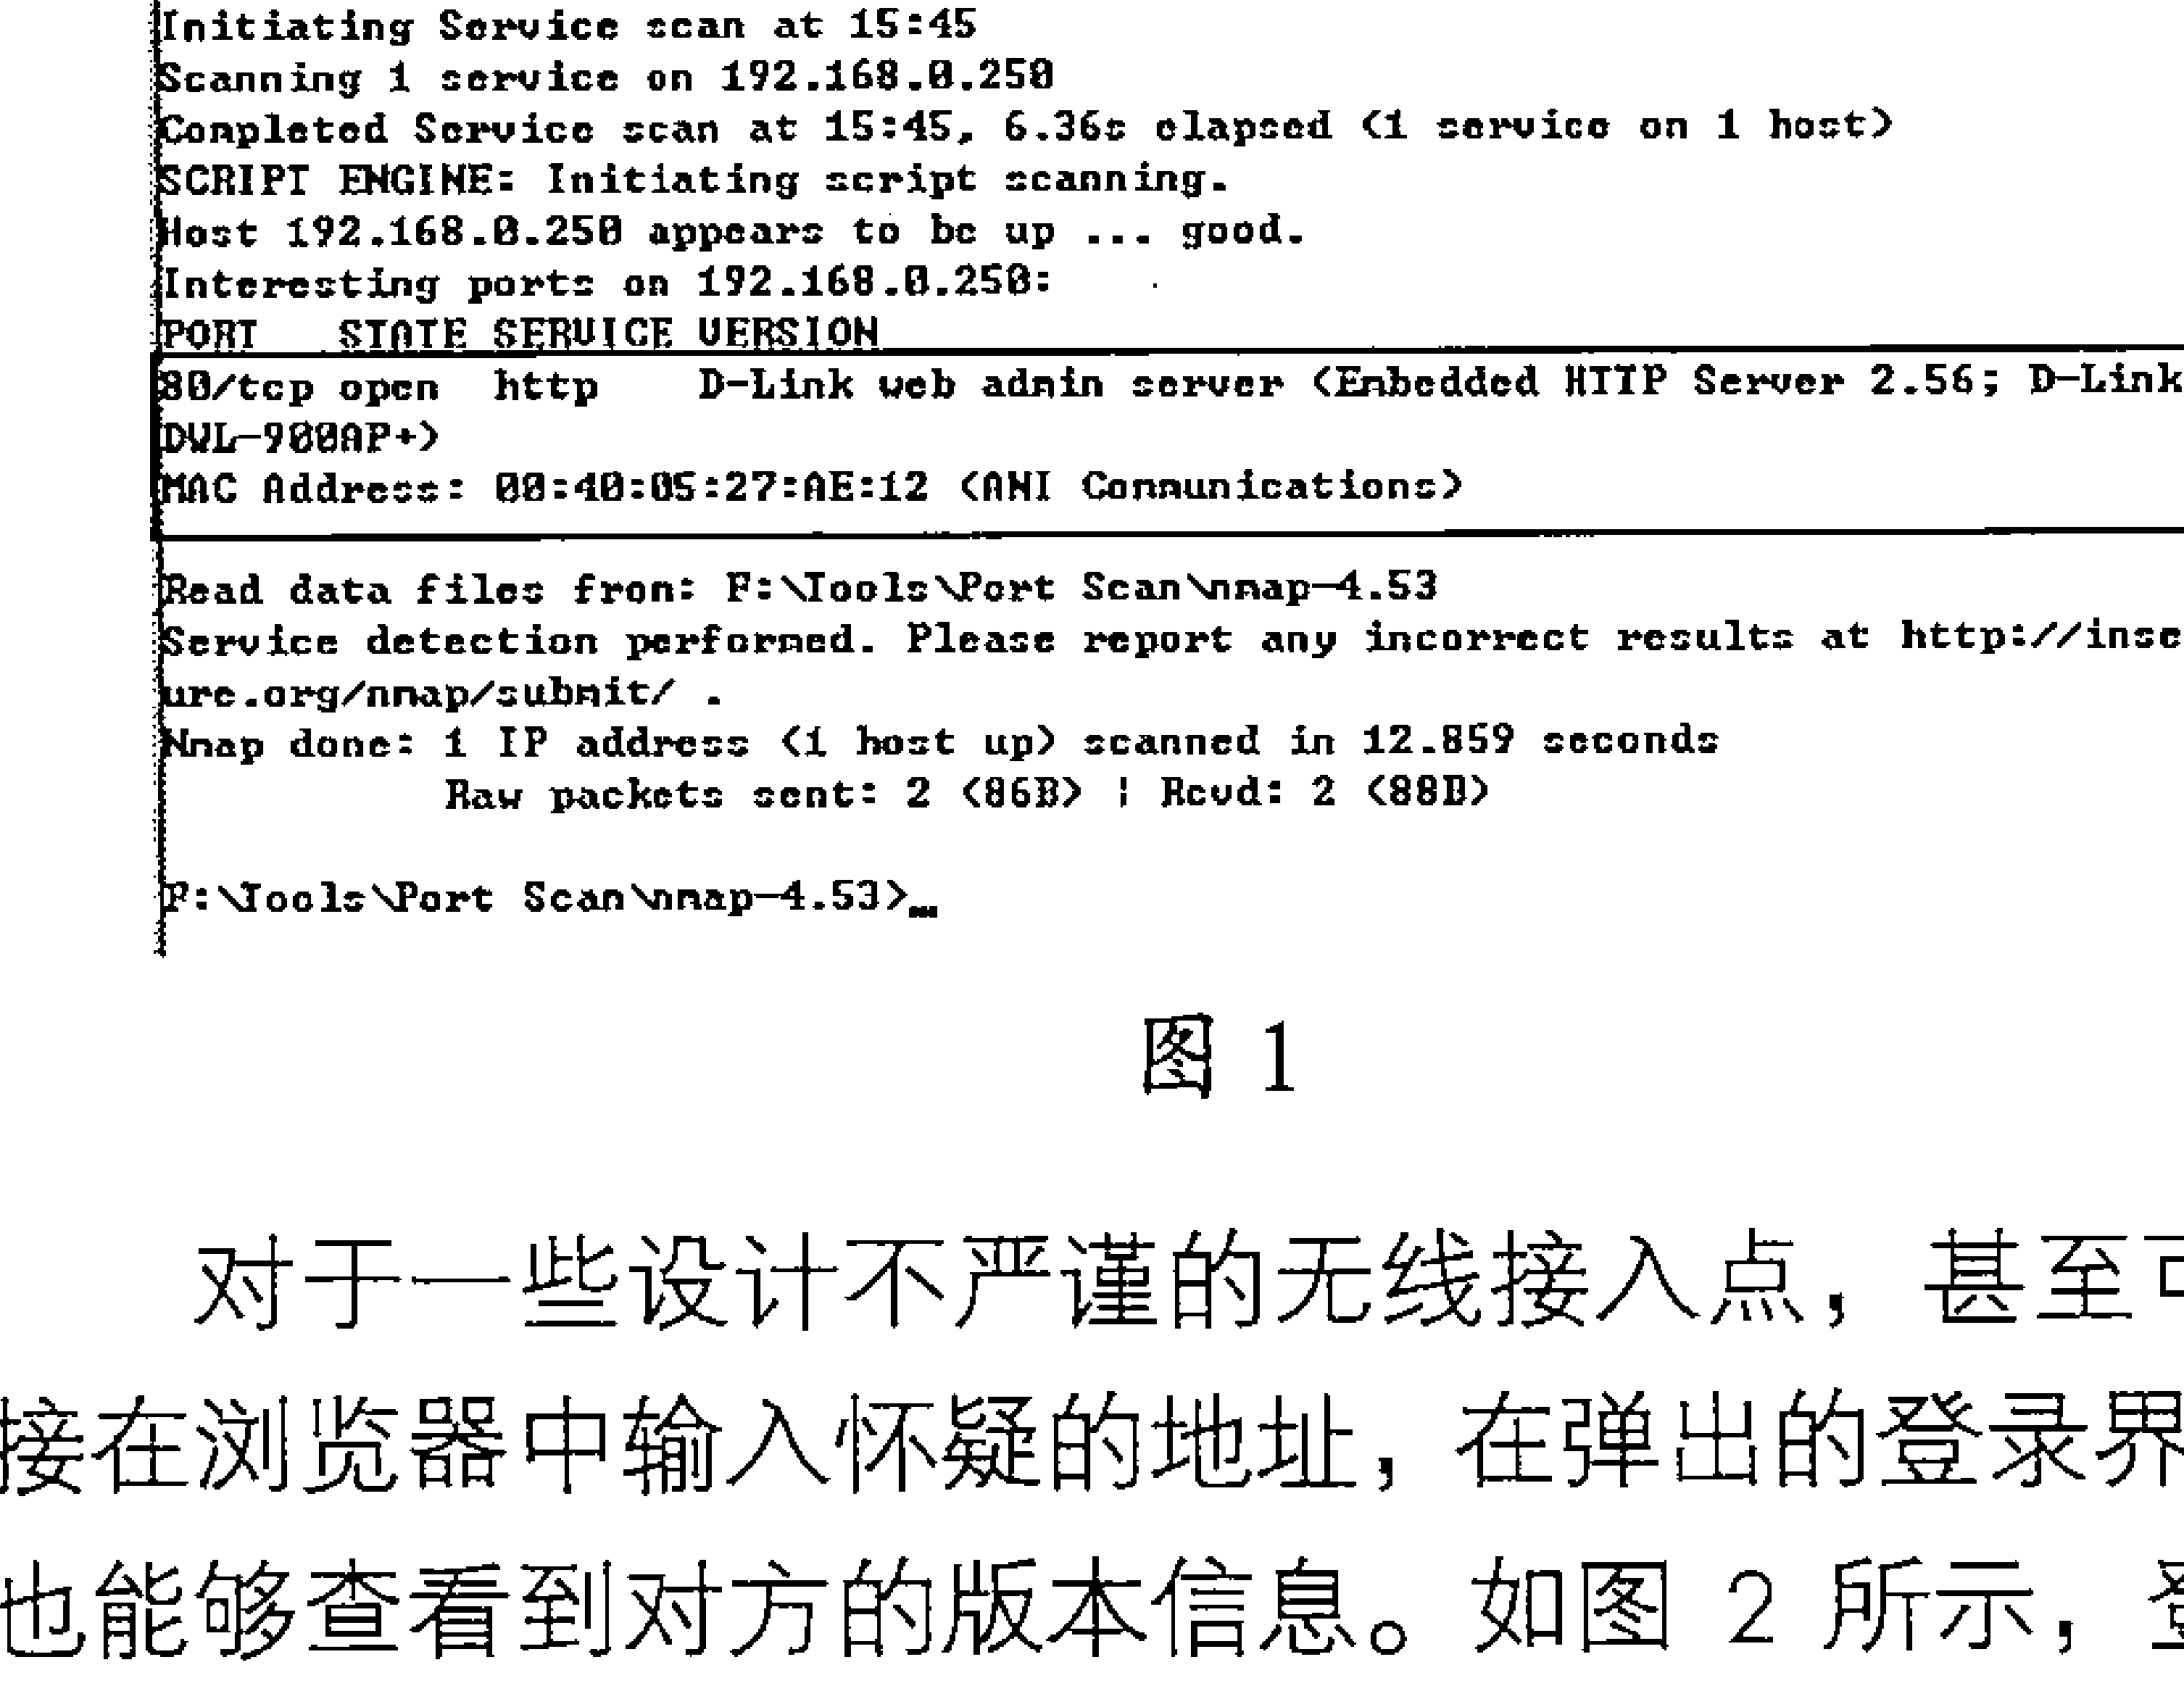 Initiating Service scan at 15:45
Scanning 1 service on 192.168.0.250
Completed Service scan at 15:45, 6.36s elapsed (1 service on 1 host)
SCRIPT ENGINE: Initiating script scanning.
Host 192.168.0.250 appears to be up ... good.
Interesting ports on 192.168.0.250:
PORT   STATE SERVICE VERSION
80/tcp open  http    D-Link web admin server (Embedded HTTP Server 2.56; D-Link
DWL-900AP+)
MAC Address: 00:40:05:27:AE:12 (ANI Communications)
Read data files from: F:\Tools\Port Scan\nmap-4.53
Service detection performed. Please report any incorrect results at http://insec
ure.org/nmap/submit/ .
Nmap done: 1 IP address (1 host up) scanned in 12.859 seconds
Raw packets sent: 2 (86B) | Rcvd: 2 (88B)
F:\Tools\Port Scan\nmap-4.53>_
图 1
对于一些设计不严谨的无线接入点，甚至可
接在浏览器中输入怀疑的地址，在弹出的登录界
也能够查看到对方的版本信息。如图 2 所示，